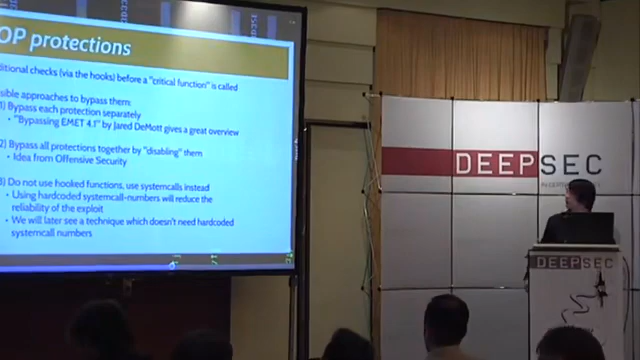 OP protections
ditional checks (via the hooks) before a "critical function" is called
sible approaches to bypass them:
1) Bypass each protection separately
• "Bypassing EMET 4.1" by Jared DeMott gives a great overview
2) Bypass all protections together by "disabling" them
• Idea from Offensive Security
3) Do not use hooked functions, use systemcalls instead
• Using hardcoded systemcall-numbers will reduce the
reliability of the exploit
• We will later see a technique which doesn't need hardcoded
systemcall numbers
DEEPSEC
DEEPSEC